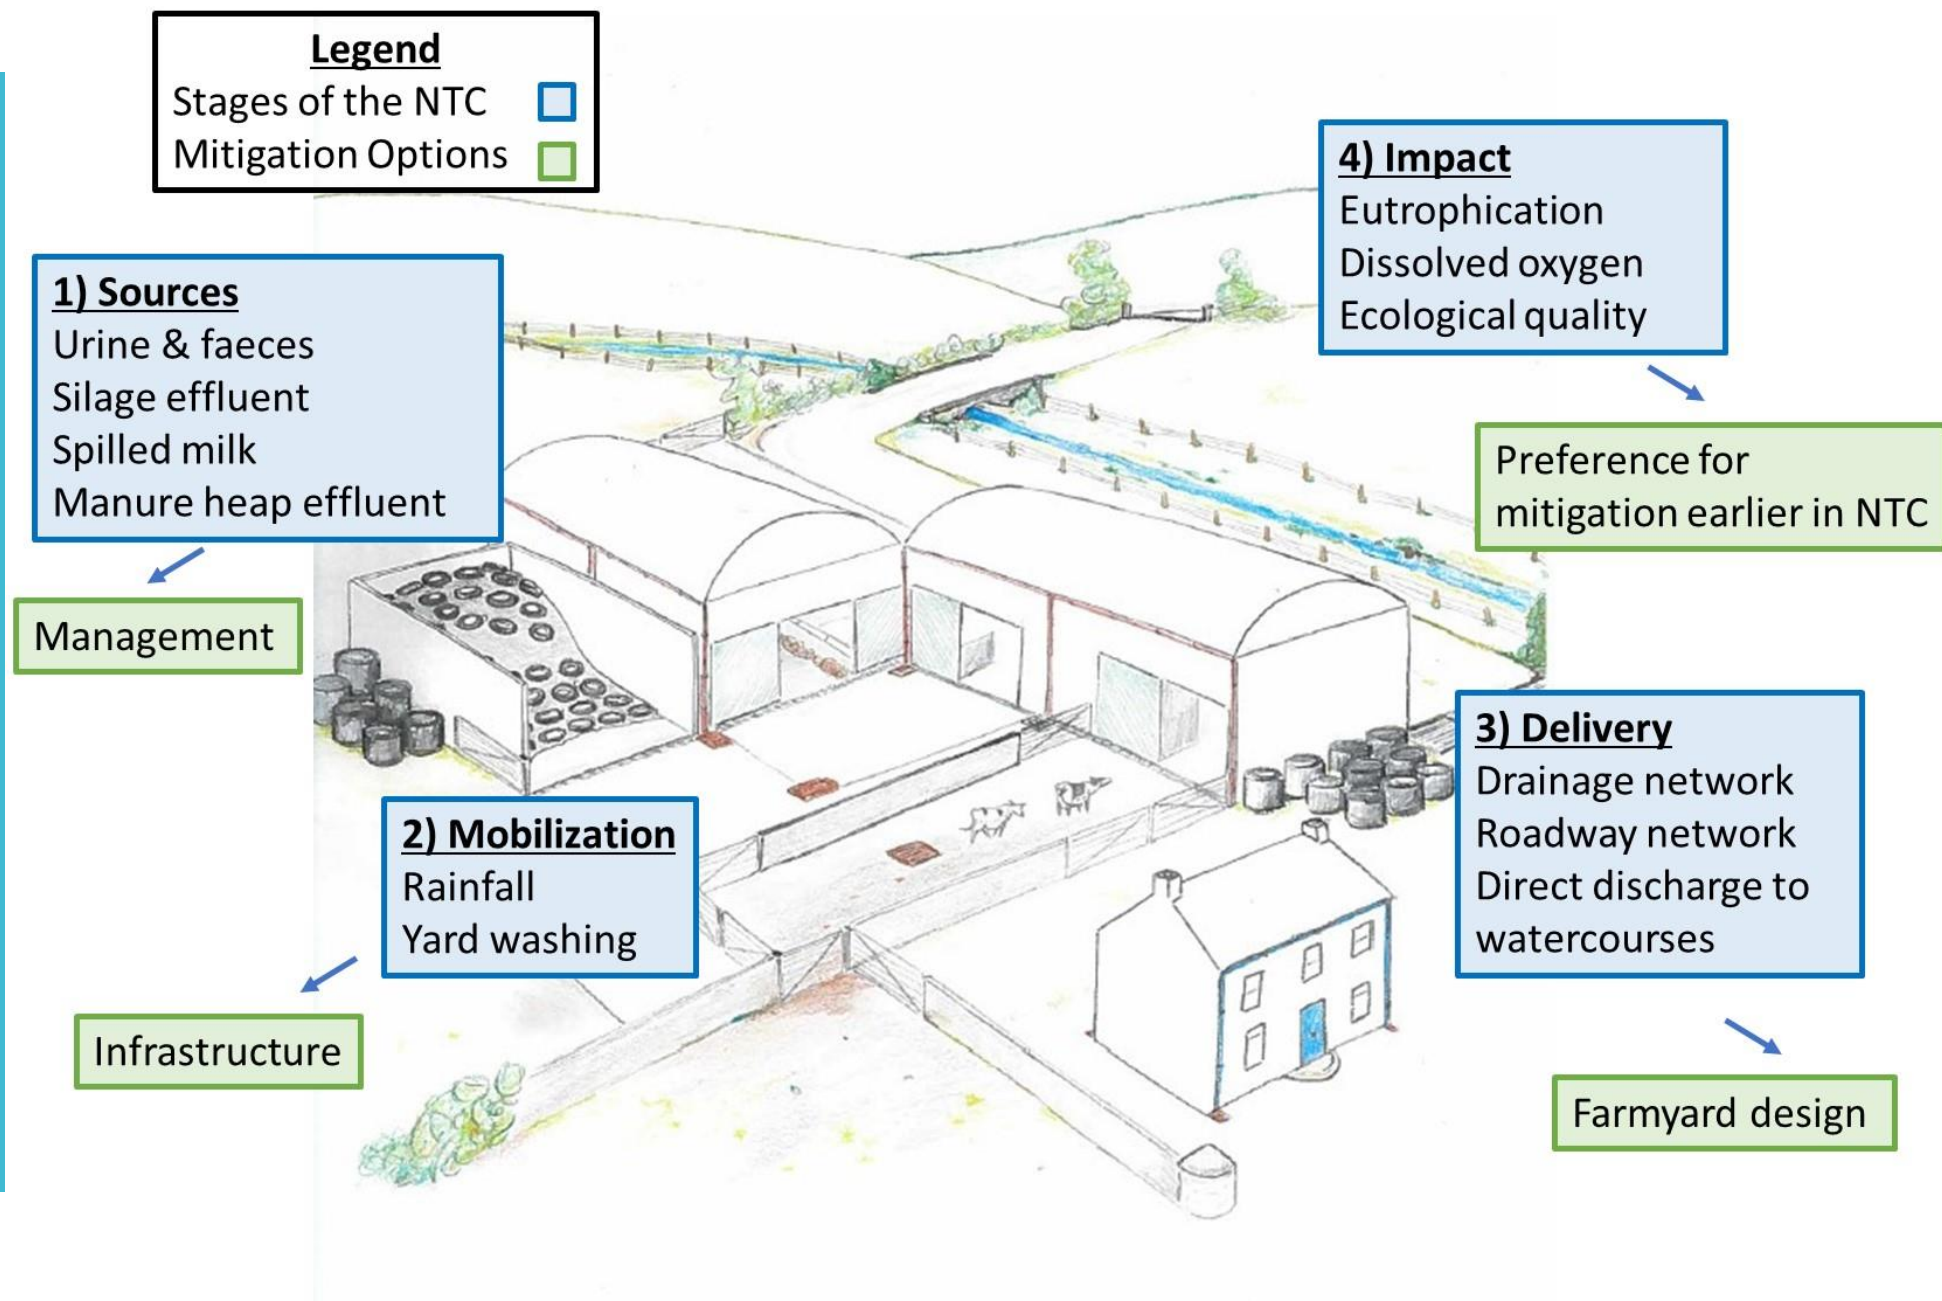 Legend
Stages of the NTC
Mitigation Options
1) Sources
Urine & faeces
Silage effluent
Spilled milk
Manure heap effluent
Management
2) Mobilization
Rainfall
Yard washing
Infrastructure
4) Impact
Eutrophication
Dissolved oxygen
Ecological quality
Preference for
mitigation earlier in NTC
3) Delivery
Drainage network
Roadway network
Direct discharge to
watercourses
Farmyard design